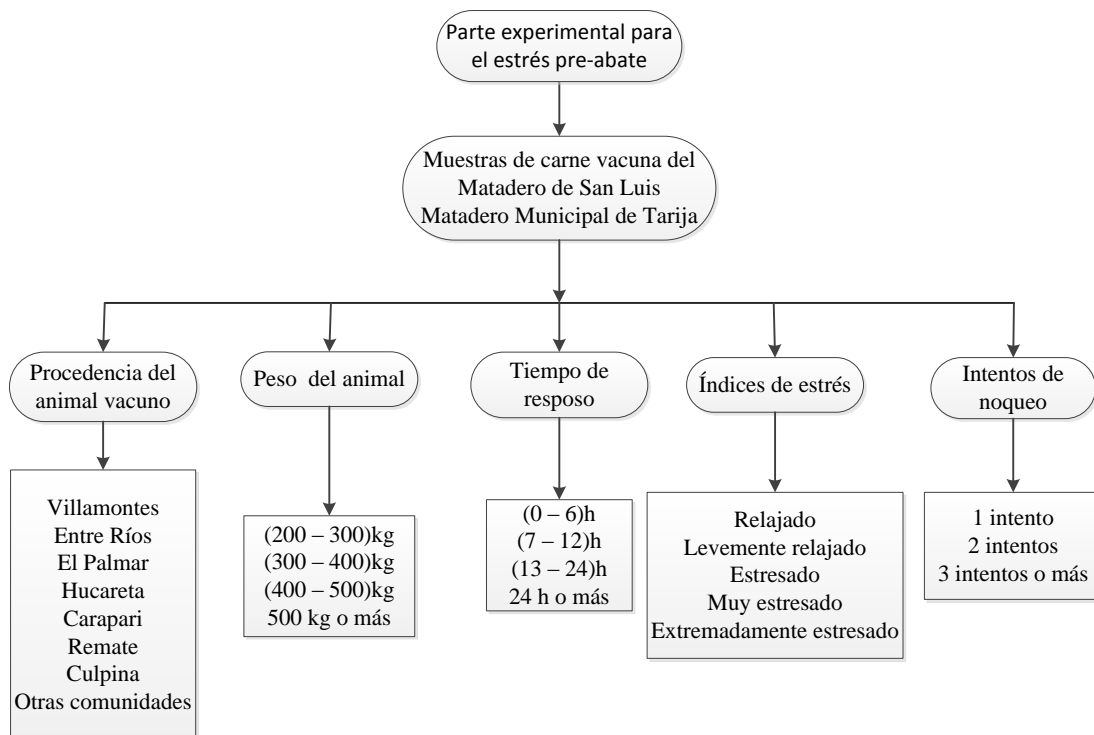 Parte experimental para
el estrés pre-abate
Muestras de carne vacuna del
Matadero de San Luis
Matadero Municipal de Tarija
Procedencia del
animal vacuno
Peso del animal
Tiempo de
resposo
Índices de estrés
Intentos de
noqueo
Villamontes
Entre Ríos
El Palmar
Hucareta
Carapari
Remate
Culpina
Otras comunidades
(200 – 300)kg
(300 – 400)kg
(400 – 500)kg
500 kg o más
(0 – 6)h
(7 – 12)h
(13 – 24)h
24 h o más
Relajado
Levemente relajado
Estresado
Muy estresado
Extremadamente estresado
1 intento
2 intentos
3 intentos o más